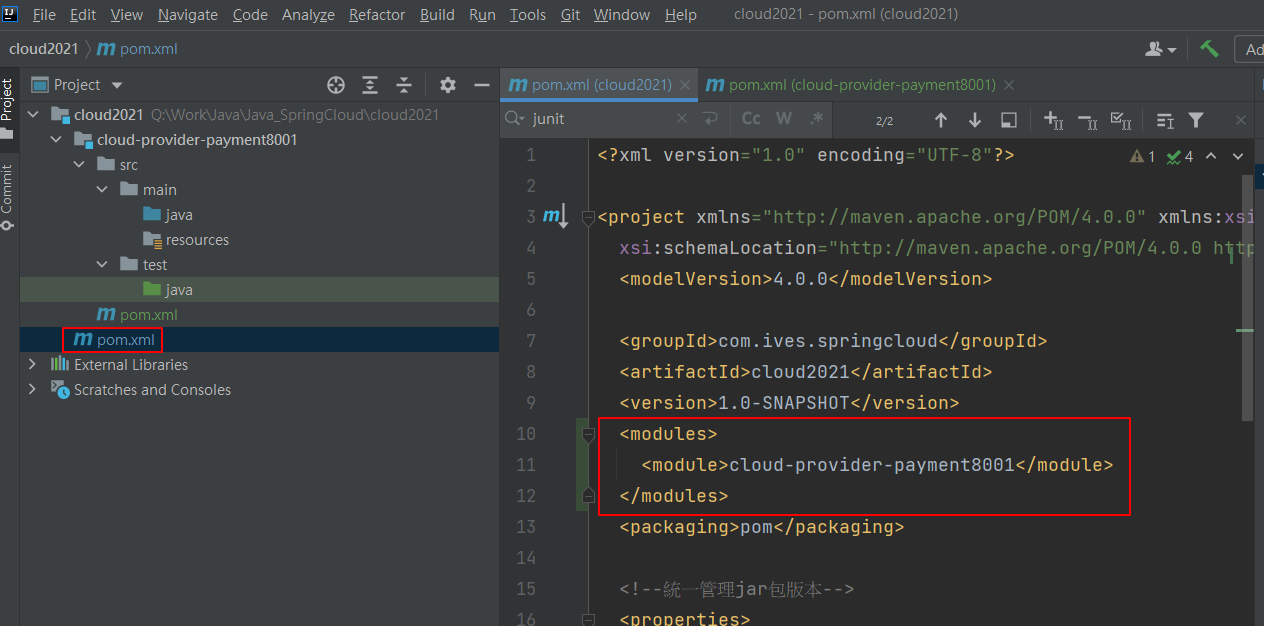 File Edit View Navigate Code Analyze Refactor Build Run Tools Git Window Help cloud2021 - pom.xml (cloud2021)
cloud2021 pom.xml
Ad
Project
Commit
Project
cloud2021 Q:\Work\Java\Java_SpringCloud\cloud2021
cloud-provider-payment8001
src
main
java
resources
test
java
pom.xml
pom.xml
External Libraries
Scratches and Consoles
pom.xml (cloud2021) pom.xml (cloud-provider-payment8001)
junit Cc W .* 2/2
1 4
1 <?xml version="1.0" encoding="UTF-8"?>
2
3 <project xmlns="http://maven.apache.org/POM/4.0.0" xmlns:xsi
4 xsi:schemaLocation="http://maven.apache.org/POM/4.0.0 http
5 <modelVersion>4.0.0</modelVersion>
6
7 <groupId>com.ives.springcloud</groupId>
8 <artifactId>cloud2021</artifactId>
9 <version>1.0-SNAPSHOT</version>
10 <modules>
11 <module>cloud-provider-payment8001</module>
12 </modules>
13 <packaging>pom</packaging>
14
15 <!--統一管理jar包版本-->
16 <properties>